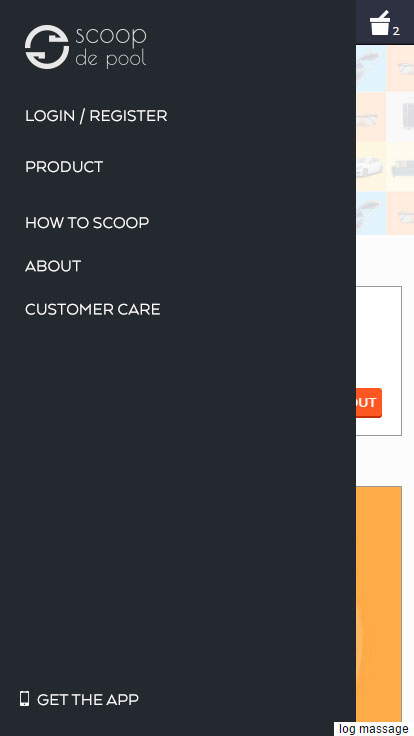 scoop
de pool
2
LOGIN / REGISTER
PRODUCT
HOW TO SCOOP
ABOUT
CUSTOMER CARE
OUT
GET THE APP
log massage